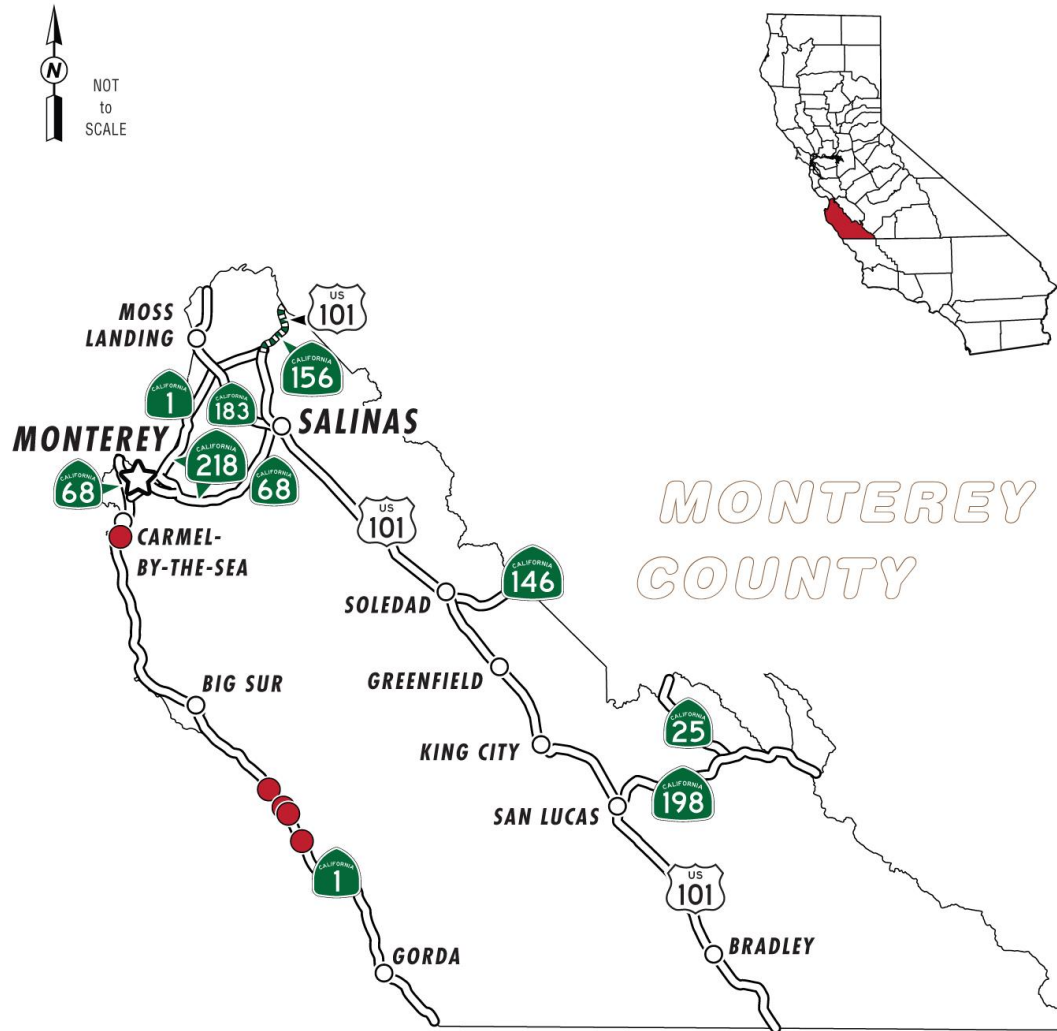 N
NOT
to
SCALE
MOSS
LANDING
US
101
CALIFORNIA
156
CALIFORNIA
1
CALIFORNIA
183
SALINAS
MONTEREY
CALIFORNIA
218
CALIFORNIA
68
CALIFORNIA
68
US
101
MONTEREY
COUNTY
CARMEL-
BY-THE-SEA
CALIFORNIA
146
SOLEDAD
GREENFIELD
BIG SUR
CALIFORNIA
25
KING CITY
CALIFORNIA
198
SAN LUCAS
CALIFORNIA
1
US
101
BRADLEY
GORDA